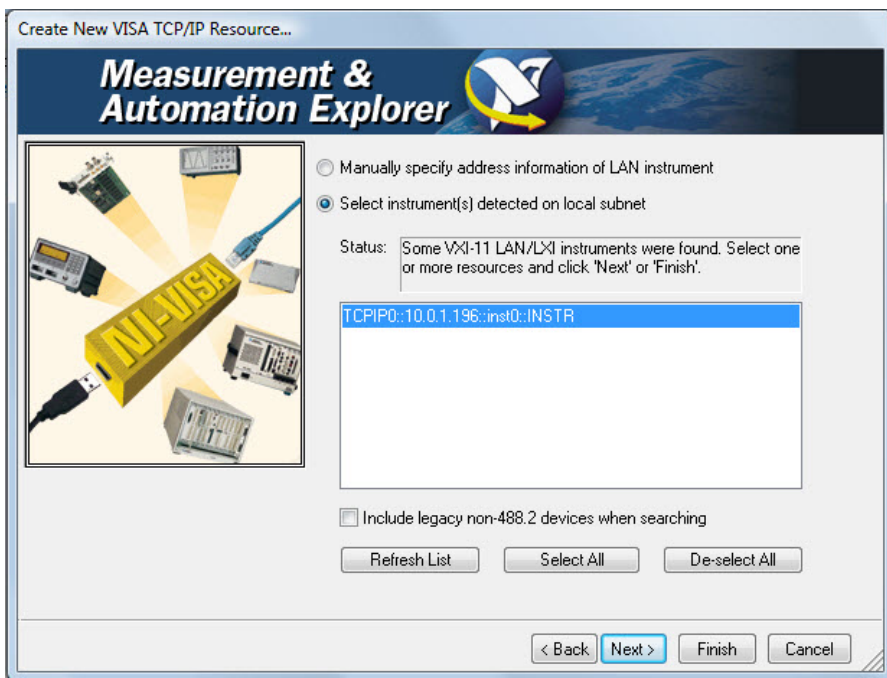 Create New VISA TCP/IP Resource...
Measurement &
Automation Explorer
NI-VISA
Manually specify address information of LAN instrument
Select instrument(s) detected on local subnet
Status: Some VXI-11 LAN/LXI instruments were found. Select one
or more resources and click 'Next' or 'Finish'.
TCPIP0::10.0.1.196::inst0::INSTR
Include legacy non-488.2 devices when searching
Refresh List Select All De-select All
< Back Next > Finish Cancel